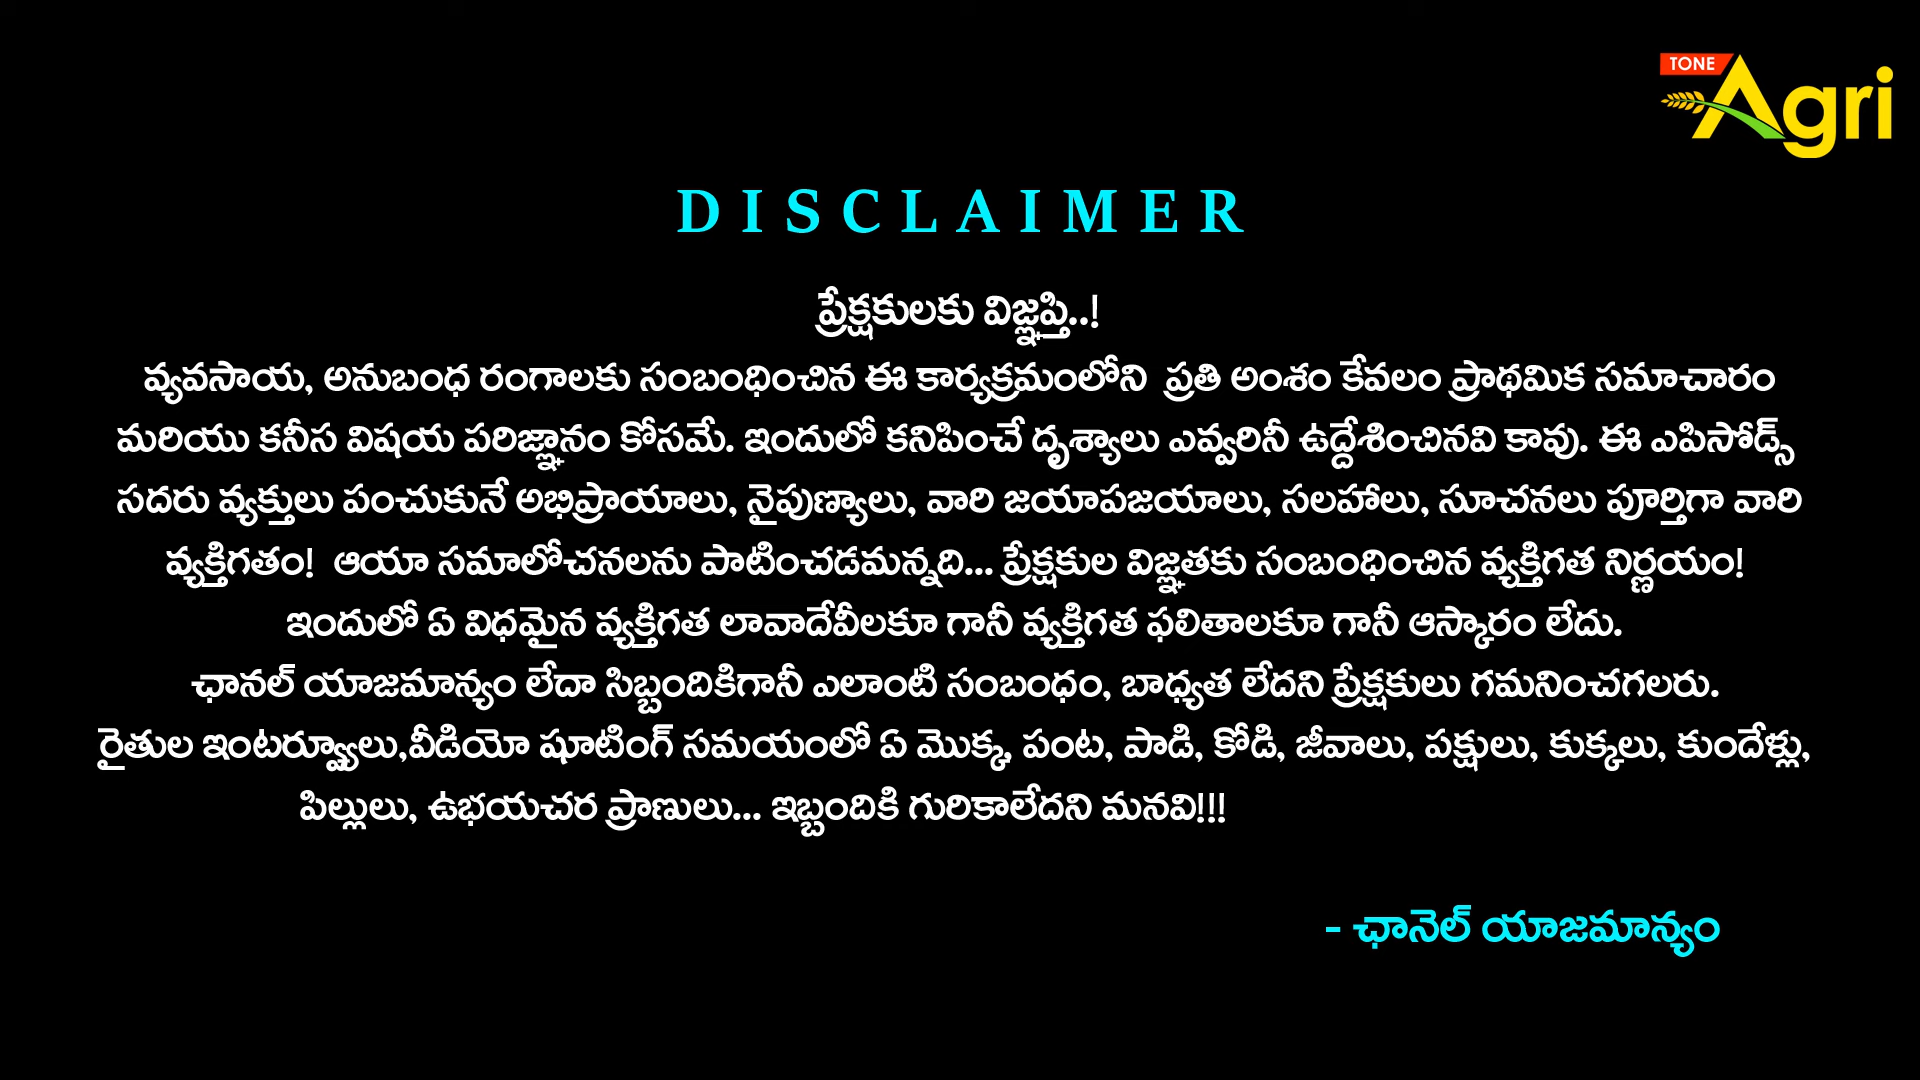 TONE
Agri
DISCLAIMER
ప్రేక్షకులకు విజ్ఞప్తి..!
వ్యవసాయ, అనుబంధ రంగాలకు సంబంధించిన ఈ కార్యక్రమంలోని ప్రతి అంశం కేవలం ప్రాథమిక సమాచారం
మరియు కనీస విషయ పరిజ్ఞానం కోసమే. ఇందులో కనిపించే దృశ్యాలు ఎవ్వరినీ ఉద్దేశించినవి కావు. ఈ ఎపిసోడ్స్
సదరు వ్యక్తులు పంచుకునే అభిప్రాయాలు, నైపుణ్యాలు, వారి జయాపజయాలు, సలహాలు, సూచనలు పూర్తిగా వారి
వ్యక్తిగతం! ఆయా సమాలోచనలను పాటించడమన్నది... ప్రేక్షకుల విజ్ఞతకు సంబంధించిన వ్యక్తిగత నిర్ణయం!
ఇందులో ఏ విధమైన వ్యక్తిగత లావాదేవీలకూ గానీ వ్యక్తిగత ఫలితాలకూ గానీ ఆస్కారం లేదు.
ఛానల్ యాజమాన్యం లేదా సిబ్బందికిగానీ ఎలాంటి సంబంధం, బాధ్యత లేదని ప్రేక్షకులు గమనించగలరు.
రైతుల ఇంటర్వ్యూలు,వీడియో షూటింగ్ సమయంలో ఏ మొక్క, పంట, పాడి, కోడి, జీవాలు, పక్షులు, కుక్కలు, కుందేళ్లు,
పిల్లులు, ఉభయచర ప్రాణులు... ఇబ్బందికి గురికాలేదని మనవి!!!
- ఛానెల్ యాజమాన్యం